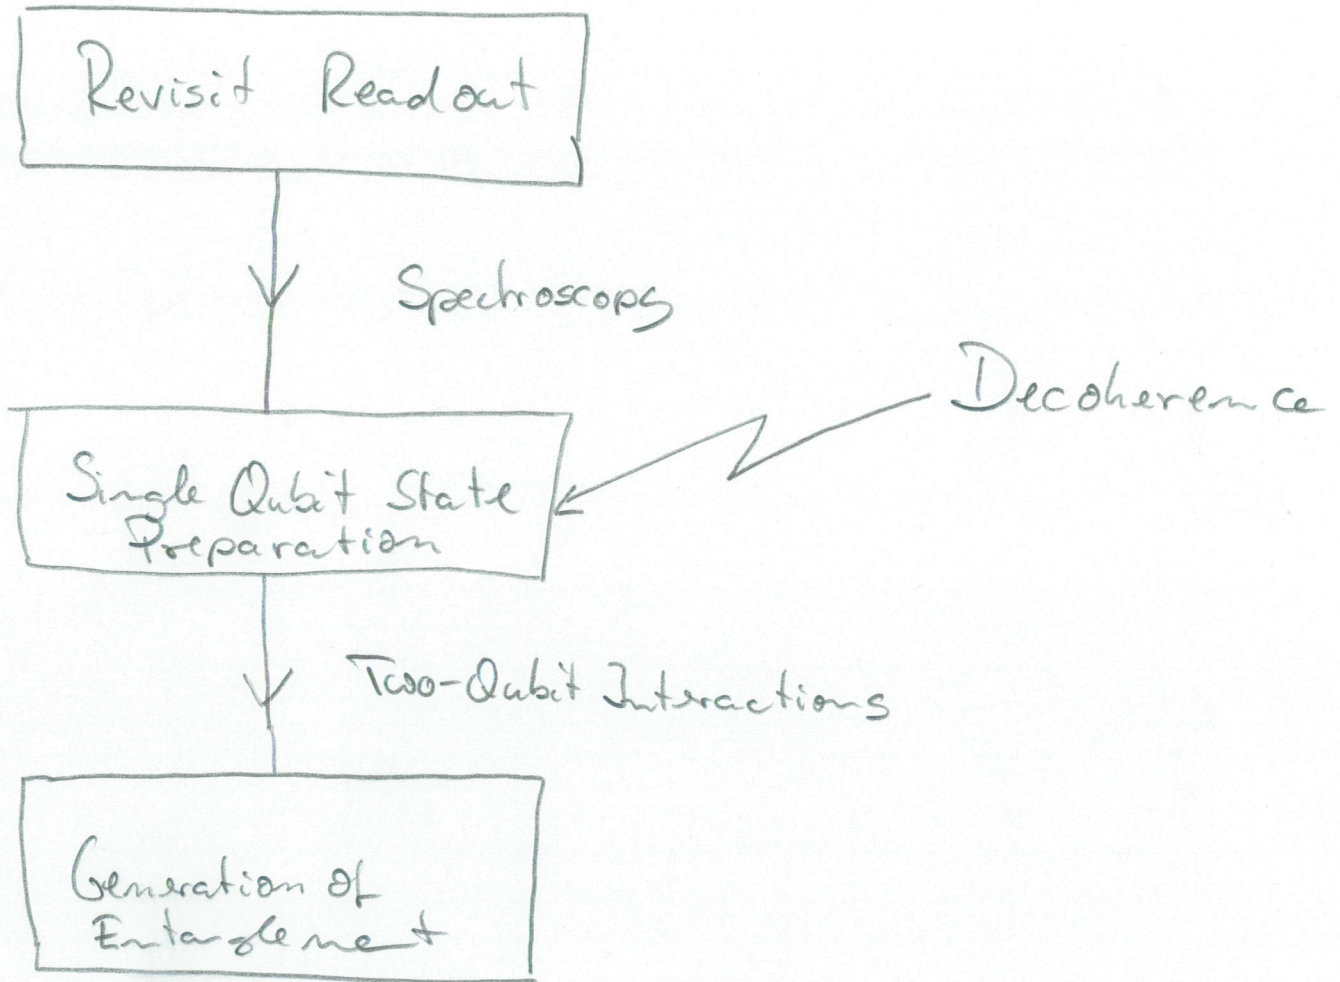 Revisit Readout
Spectroscopy
Decoherence
Single Qubit State
Preparation
Two-Qubit Interactions
Generation of
Entanglement